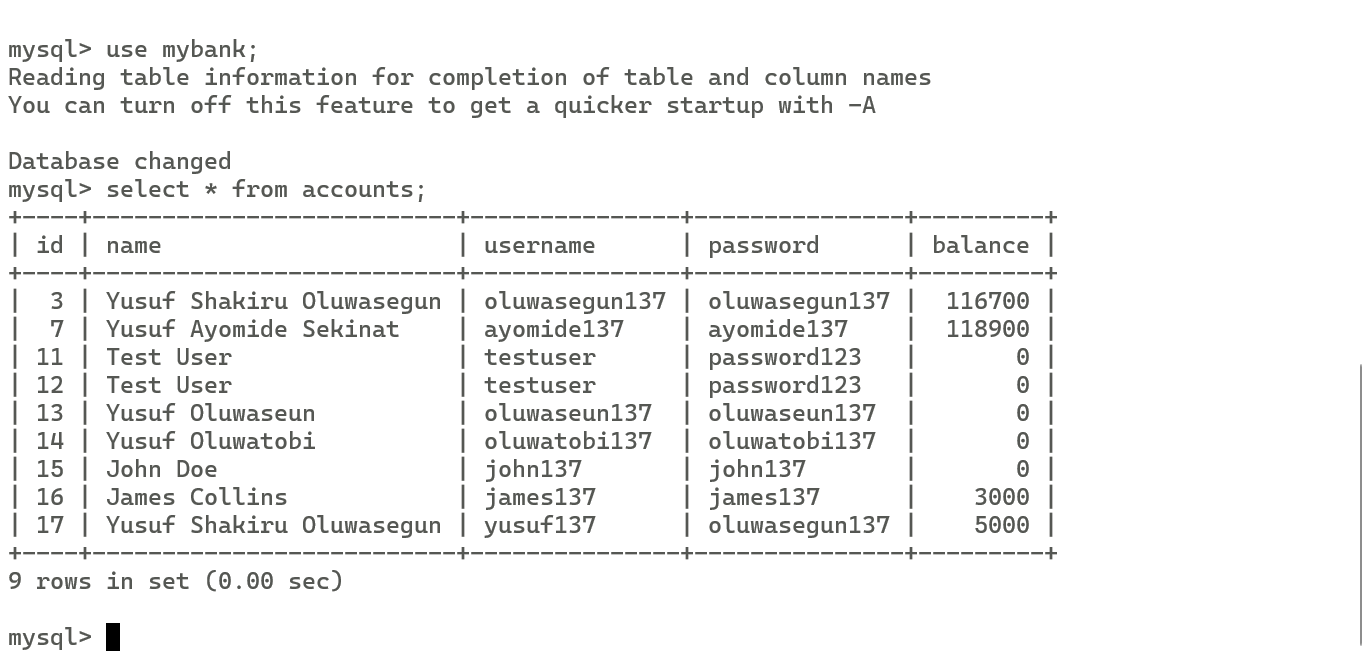 mysql> use mybank;
Reading table information for completion of table and column names
You can turn off this feature to get a quicker startup with -A

Database changed
mysql> select * from accounts;
+----+--------------------------+---------------+---------------+---------+
| id | name                     | username      | password      | balance |
+----+--------------------------+---------------+---------------+---------+
|  3 | Yusuf Shakiru Oluwasegun | oluwasegun137 | oluwasegun137 |  116700 |
|  7 | Yusuf Ayomide Sekinat    | ayomide137    | ayomide137    |  118900 |
| 11 | Test User                | testuser      | password123   |       0 |
| 12 | Test User                | testuser      | password123   |       0 |
| 13 | Yusuf Oluwaseun          | oluwaseun137  | oluwaseun137  |       0 |
| 14 | Yusuf Oluwatobi          | oluwatobi137  | oluwatobi137  |       0 |
| 15 | John Doe                 | john137       | john137       |       0 |
| 16 | James Collins            | james137      | james137      |    3000 |
| 17 | Yusuf Shakiru Oluwasegun | yusuf137      | oluwasegun137 |    5000 |
+----+--------------------------+---------------+---------------+---------+
9 rows in set (0.00 sec)

mysql>